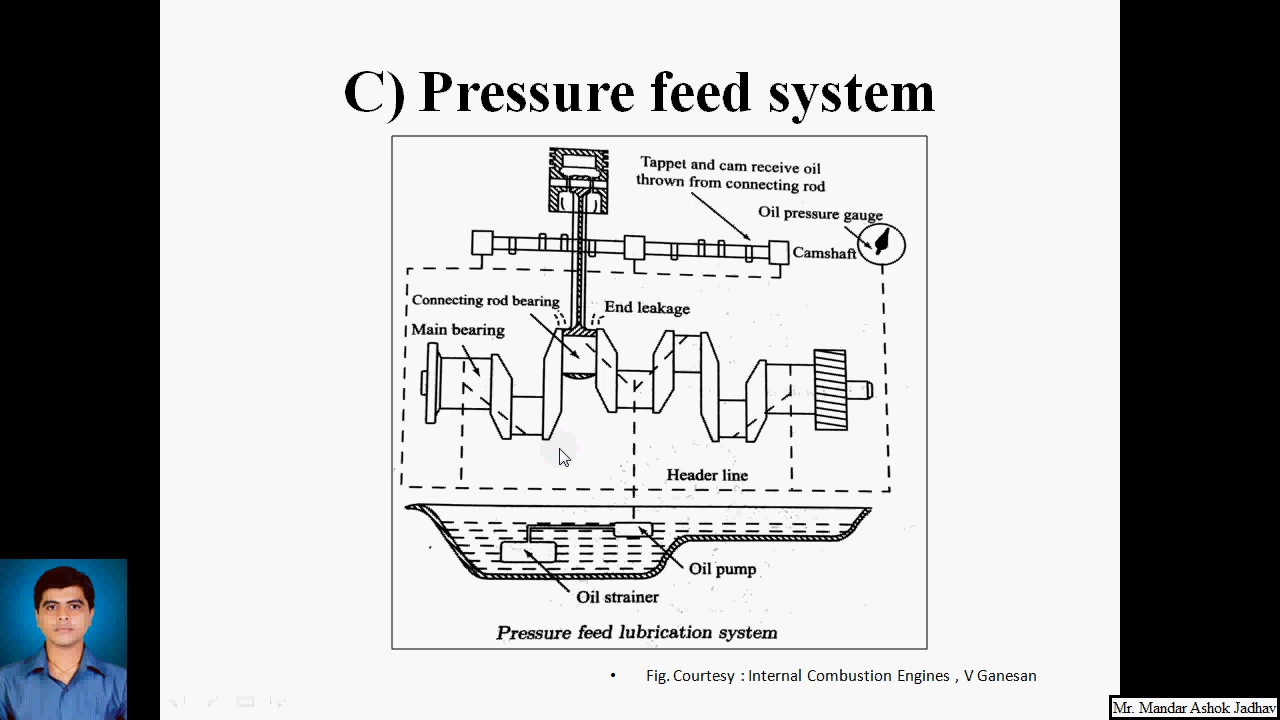 C) Pressure feed system
Tappet and cam receive oil
thrown from connecting rod
Oil pressure gauge
Camshaft
Connecting rod bearing
End leakage
Main bearing
Header line
Oil pump
Oil strainer
Pressure feed lubrication system
• Fig. Courtesy : Internal Combustion Engines , V Ganesan
Mr. Mandar Ashok Jadhav